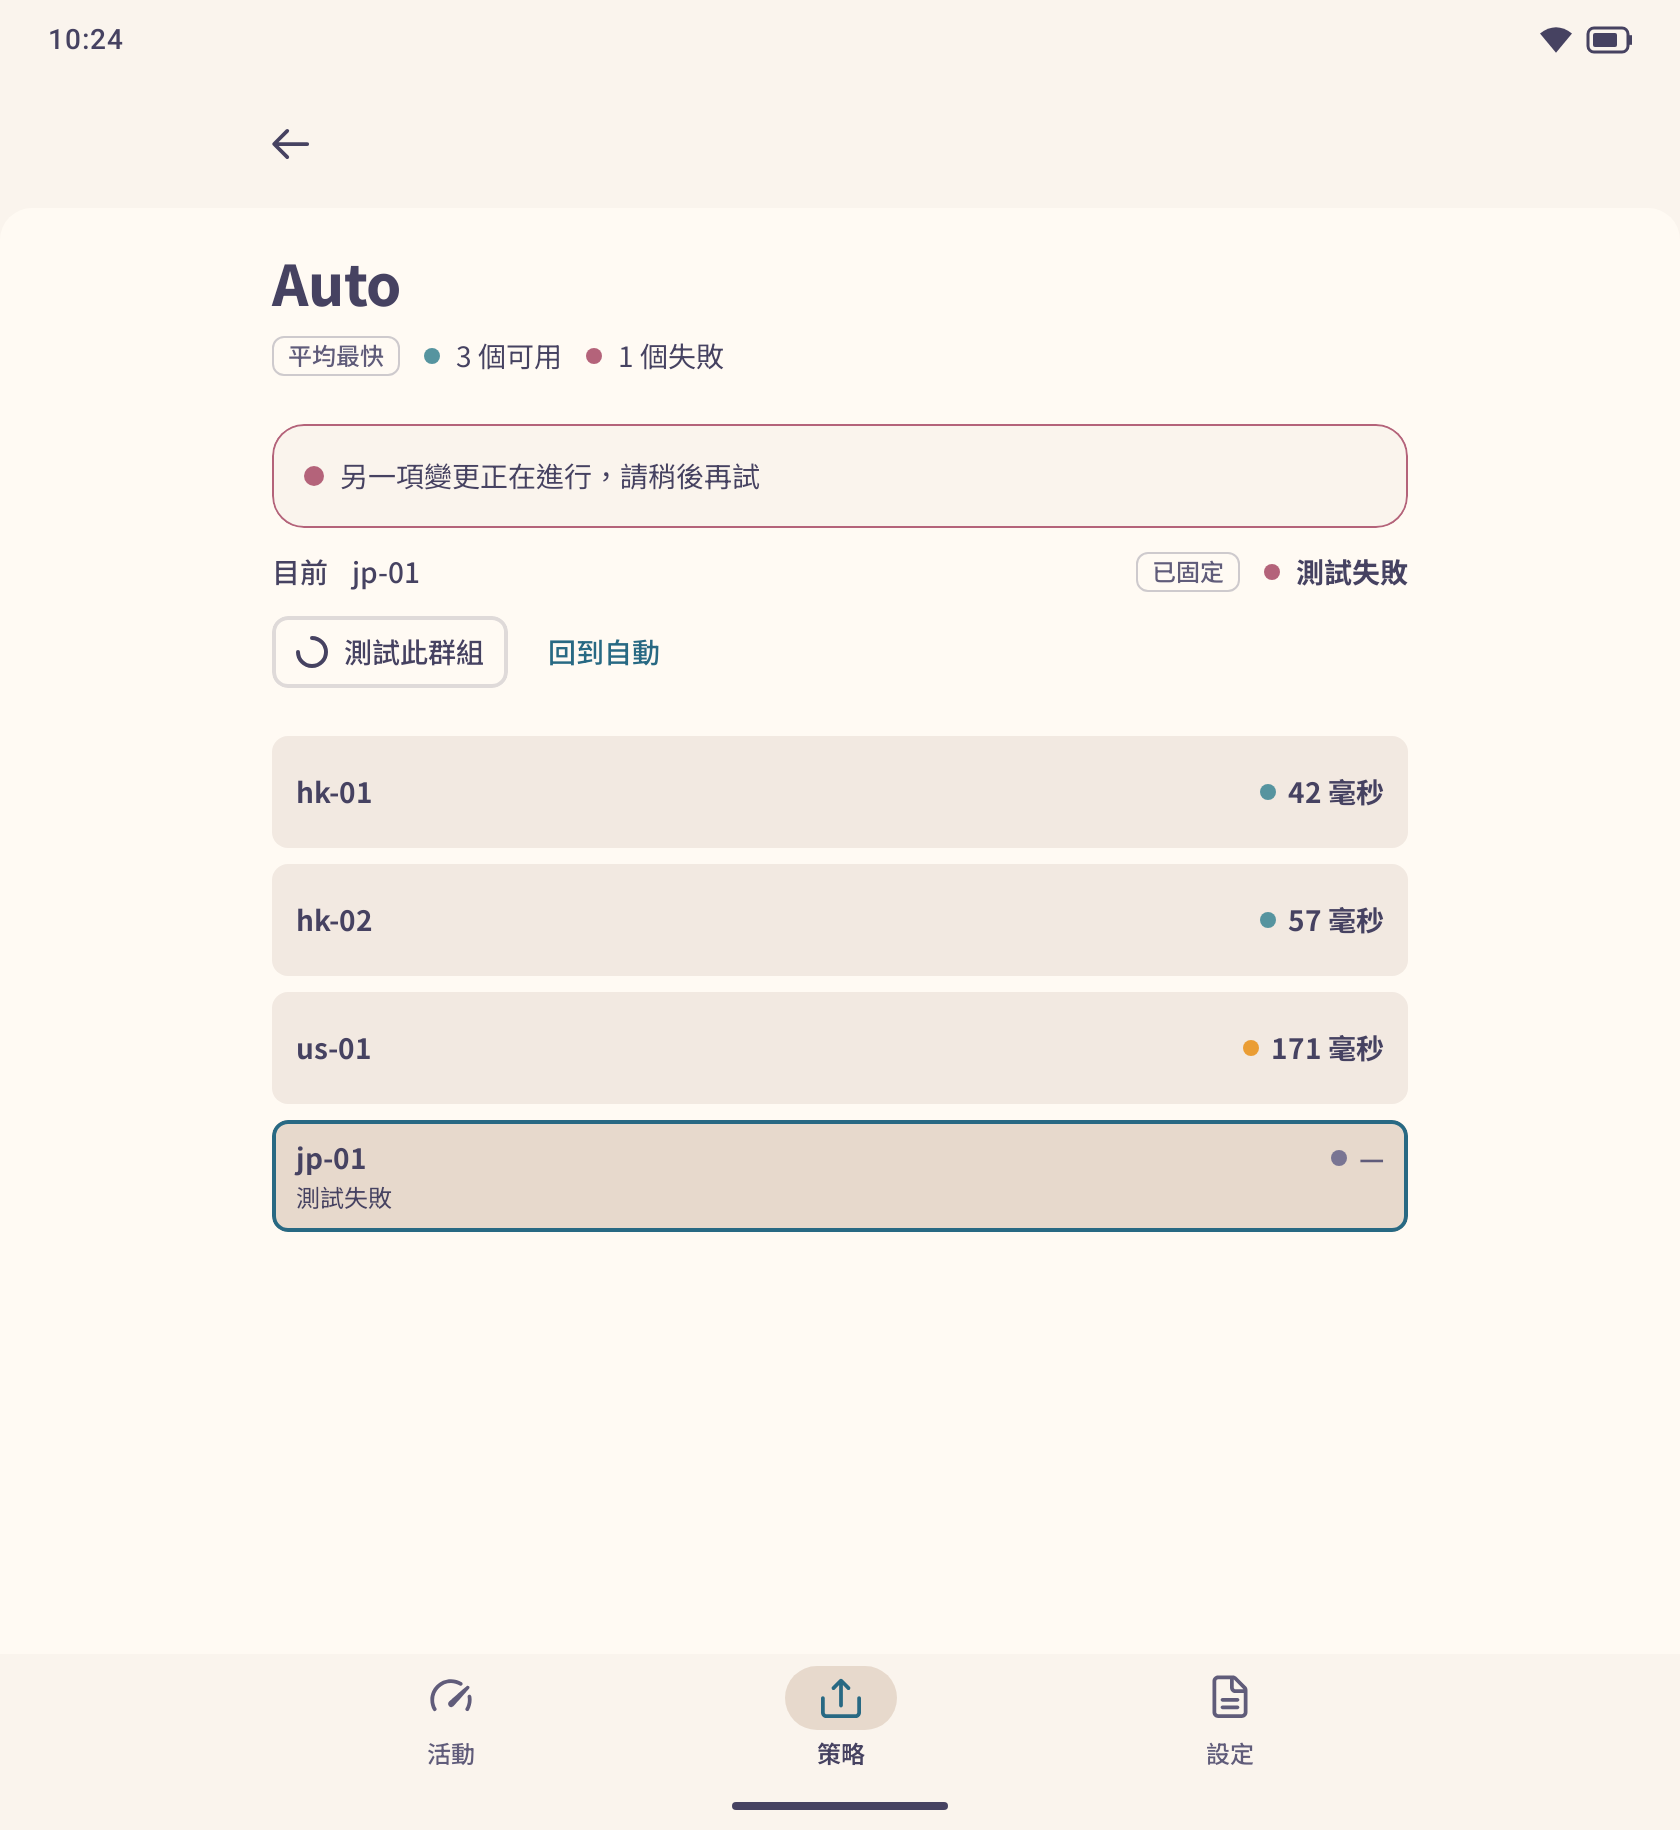 10:24
Auto
平均最快 3 個可用 1 個失敗
另一項變更正在進行，請稍後再試
目前 jp-01 已固定 測試失敗
測試此群組 回到自動
hk-01 42 毫秒
hk-02 57 毫秒
us-01 171 毫秒
jp-01 —
測試失敗
活動 策略 設定